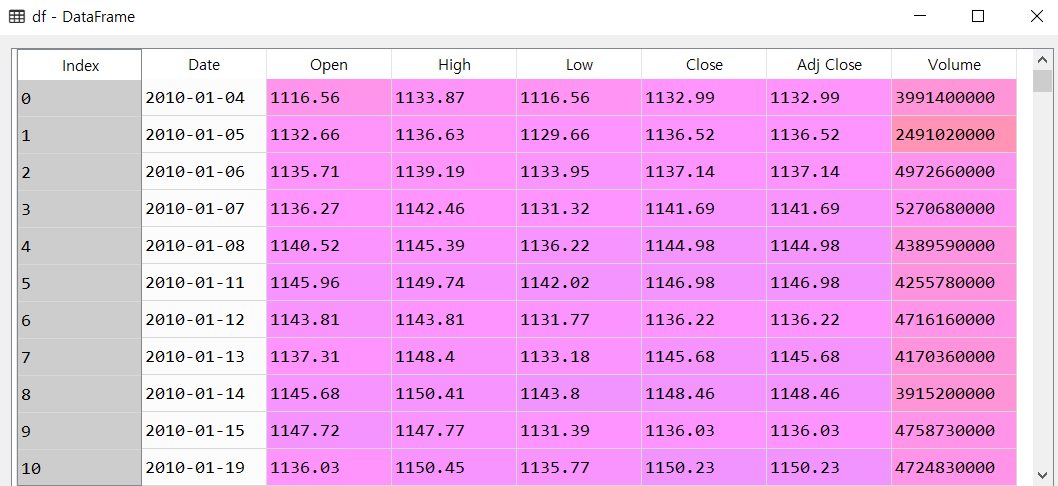 df - DataFrame
Index Date Open High Low Close Adj Close Volume
0 2010-01-04 1116.56 1133.87 1116.56 1132.99 1132.99 3991400000
1 2010-01-05 1132.66 1136.63 1129.66 1136.52 1136.52 2491020000
2 2010-01-06 1135.71 1139.19 1133.95 1137.14 1137.14 4972660000
3 2010-01-07 1136.27 1142.46 1131.32 1141.69 1141.69 5270680000
4 2010-01-08 1140.52 1145.39 1136.22 1144.98 1144.98 4389590000
5 2010-01-11 1145.96 1149.74 1142.02 1146.98 1146.98 4255780000
6 2010-01-12 1143.81 1143.81 1131.77 1136.22 1136.22 4716160000
7 2010-01-13 1137.31 1148.4 1133.18 1145.68 1145.68 4170360000
8 2010-01-14 1145.68 1150.41 1143.8 1148.46 1148.46 3915200000
9 2010-01-15 1147.72 1147.77 1131.39 1136.03 1136.03 4758730000
10 2010-01-19 1136.03 1150.45 1135.77 1150.23 1150.23 4724830000